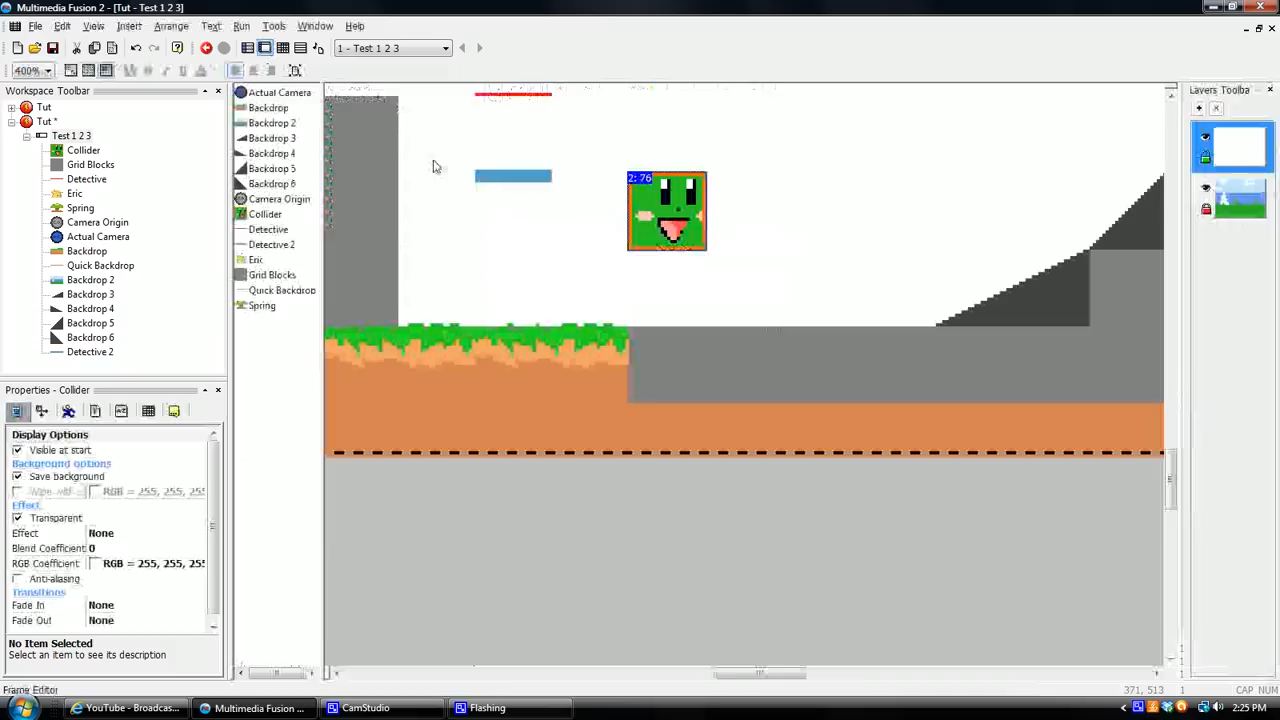 Multimedia Fusion 2 - [Tut - Test 1 2 3]
File Edit View Insert Arrange Text Run Tools Window Help
1 - Test 1 2 3
400%
Workspace Toolbar
Tut
Tut *
Test 1 2 3
Collider
Grid Blocks
Detective
Eric
Spring
Camera Origin
Actual Camera
Backdrop
Quick Backdrop
Backdrop 2
Backdrop 3
Backdrop 4
Backdrop 5
Backdrop 6
Detective 2
Actual Camera
Backdrop
Backdrop 2
Backdrop 3
Backdrop 4
Backdrop 5
Backdrop 6
Camera Origin
Collider
Detective
Detective 2
Eric
Grid Blocks
Quick Backdrop
Spring
2: 76
Layers Toolba
Properties - Collider
Display Options
Visible at start
Background options
Save background
RGB = 255, 255, 255
Effect
Transparent
Effect None
Blend Coefficient 0
RGB Coefficient RGB = 255, 255, 255
Anti-aliasing
Transitions
Fade In None
Fade Out None
No Item Selected
Select an item to see its description
Frame Editor
371, 513 1 CAP NUM
YouTube - Broadcas... Multimedia Fusion 2 ... CamStudio Flashing 2:25 PM